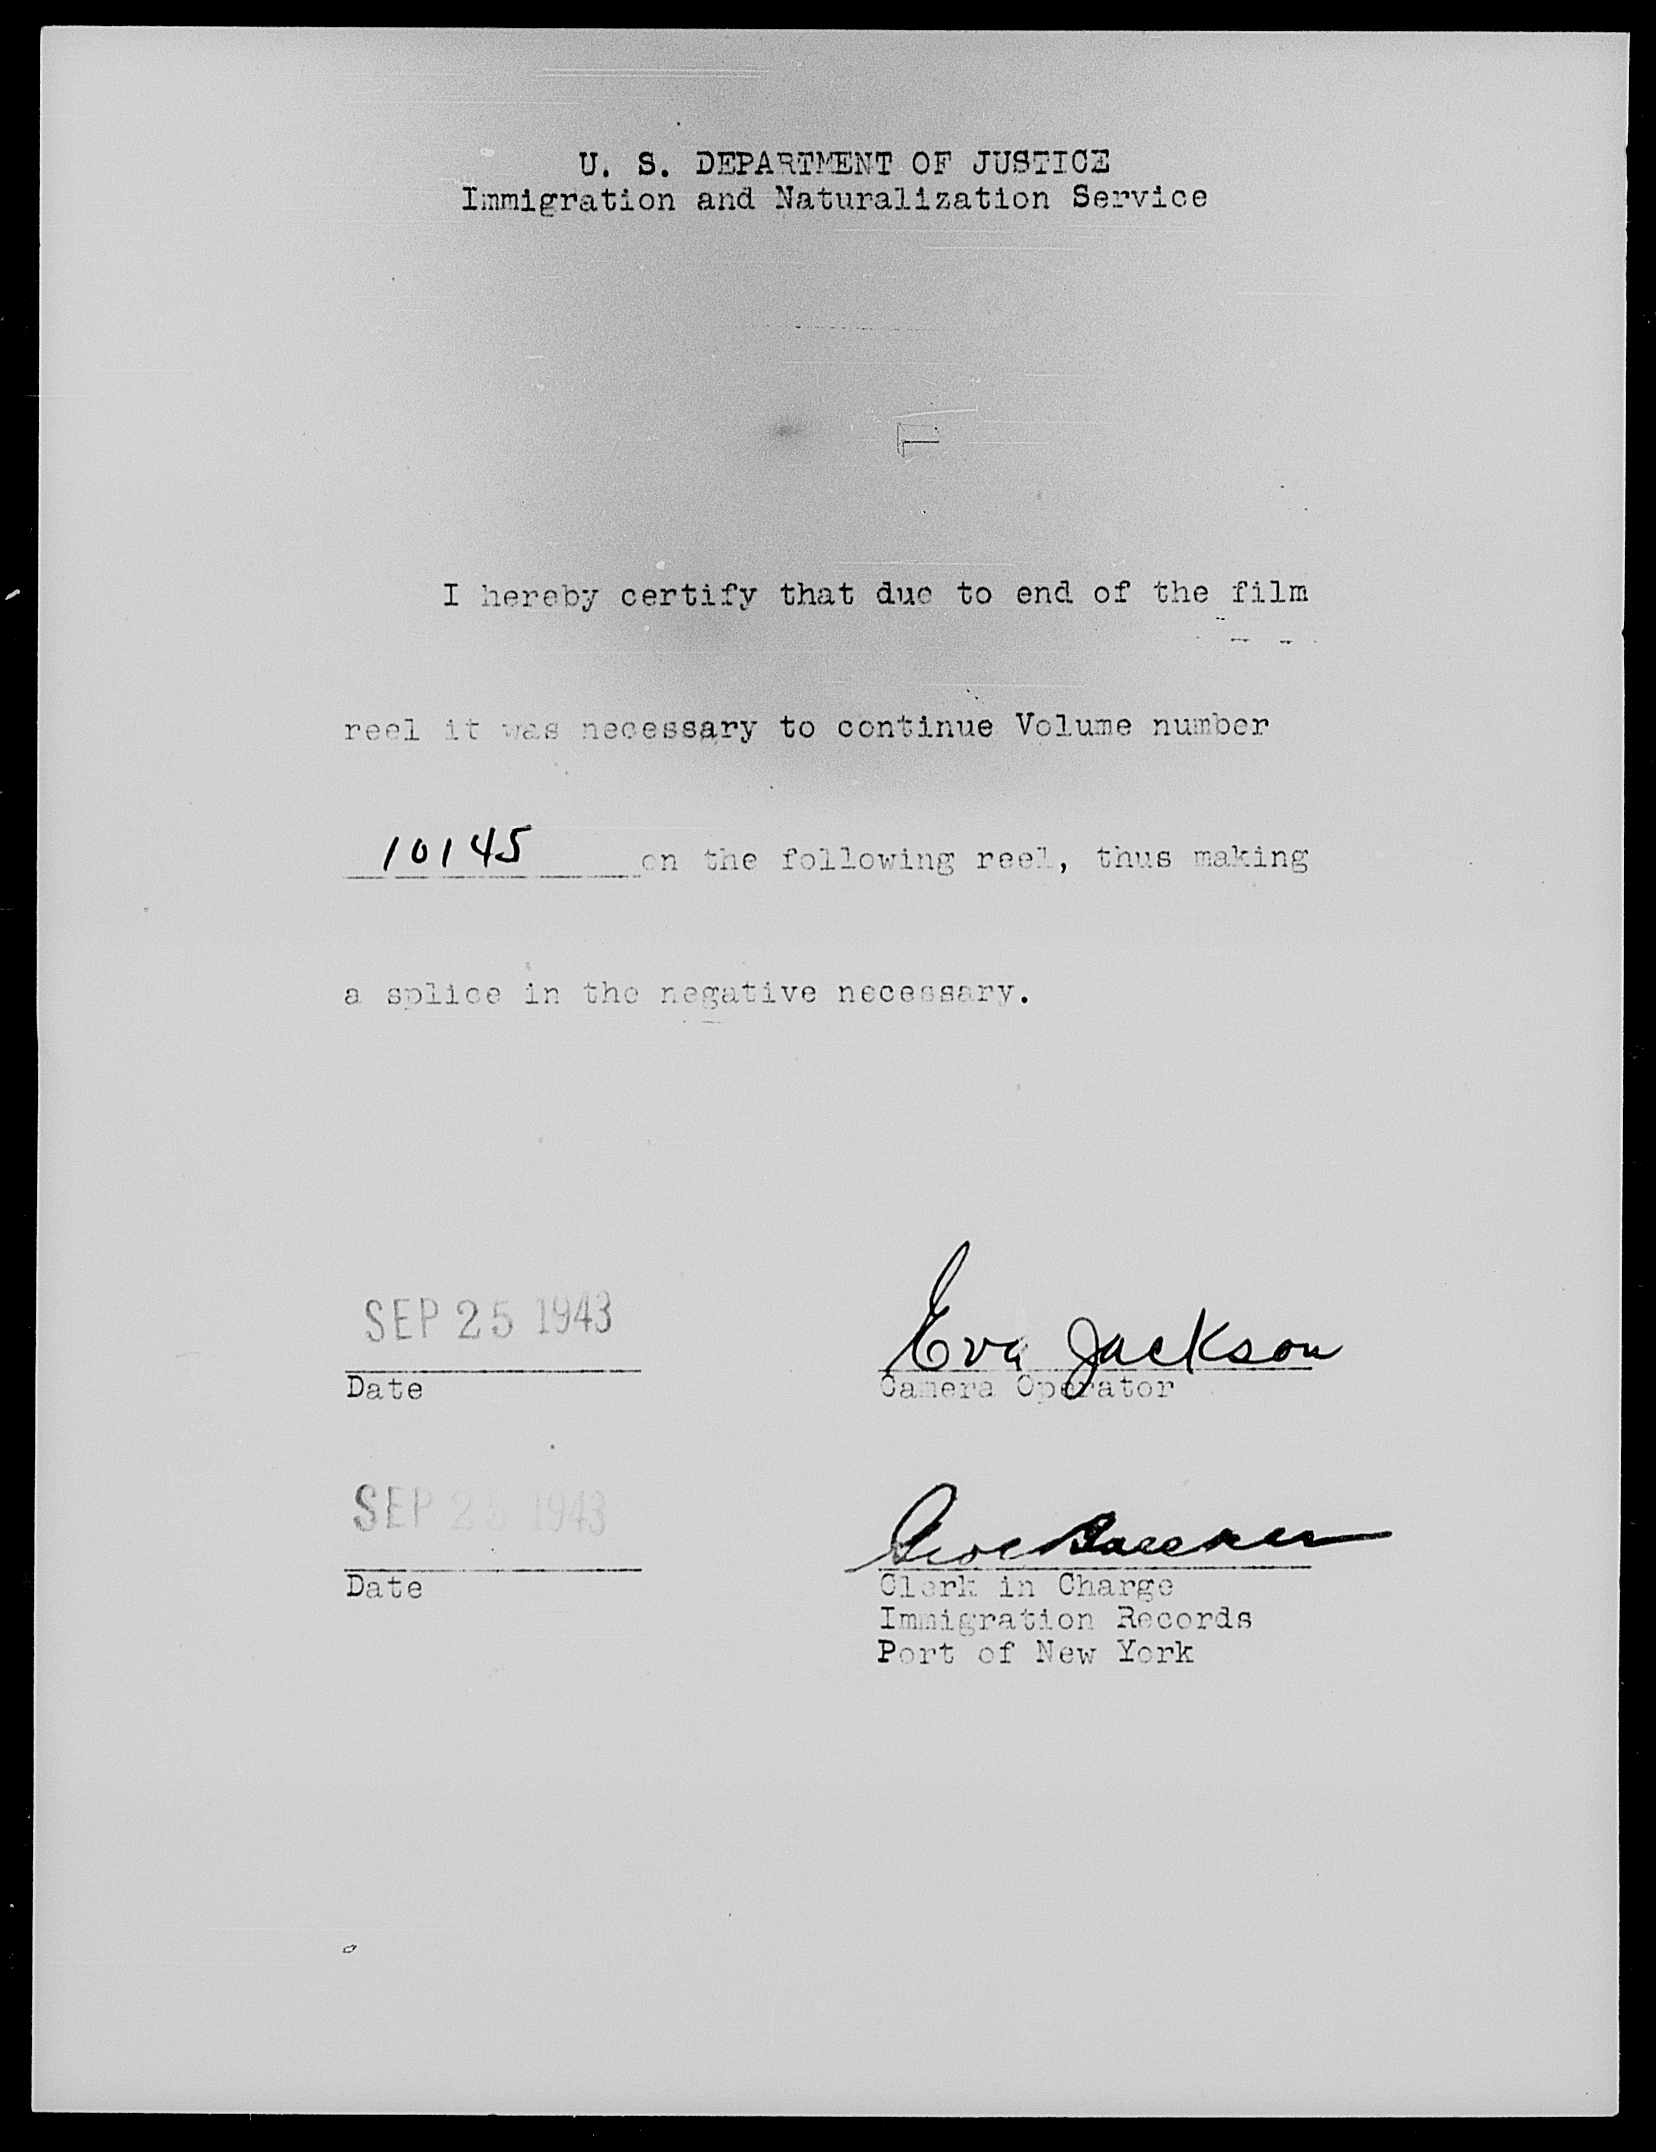 U. S. DEPARTMENT OF JUSTICE
Immigration and Naturalization Service
I hereby certify that due to end of the film
reel it was necessary to continue Volume number
10145 on the following reel, thus making
a splice in the negative necessary.
SEP 25 1943
Eva Jackson
Date
Camera Operator
SEP 25 1943
Date
Clerk in Charge
Immigration Records
Port of New York